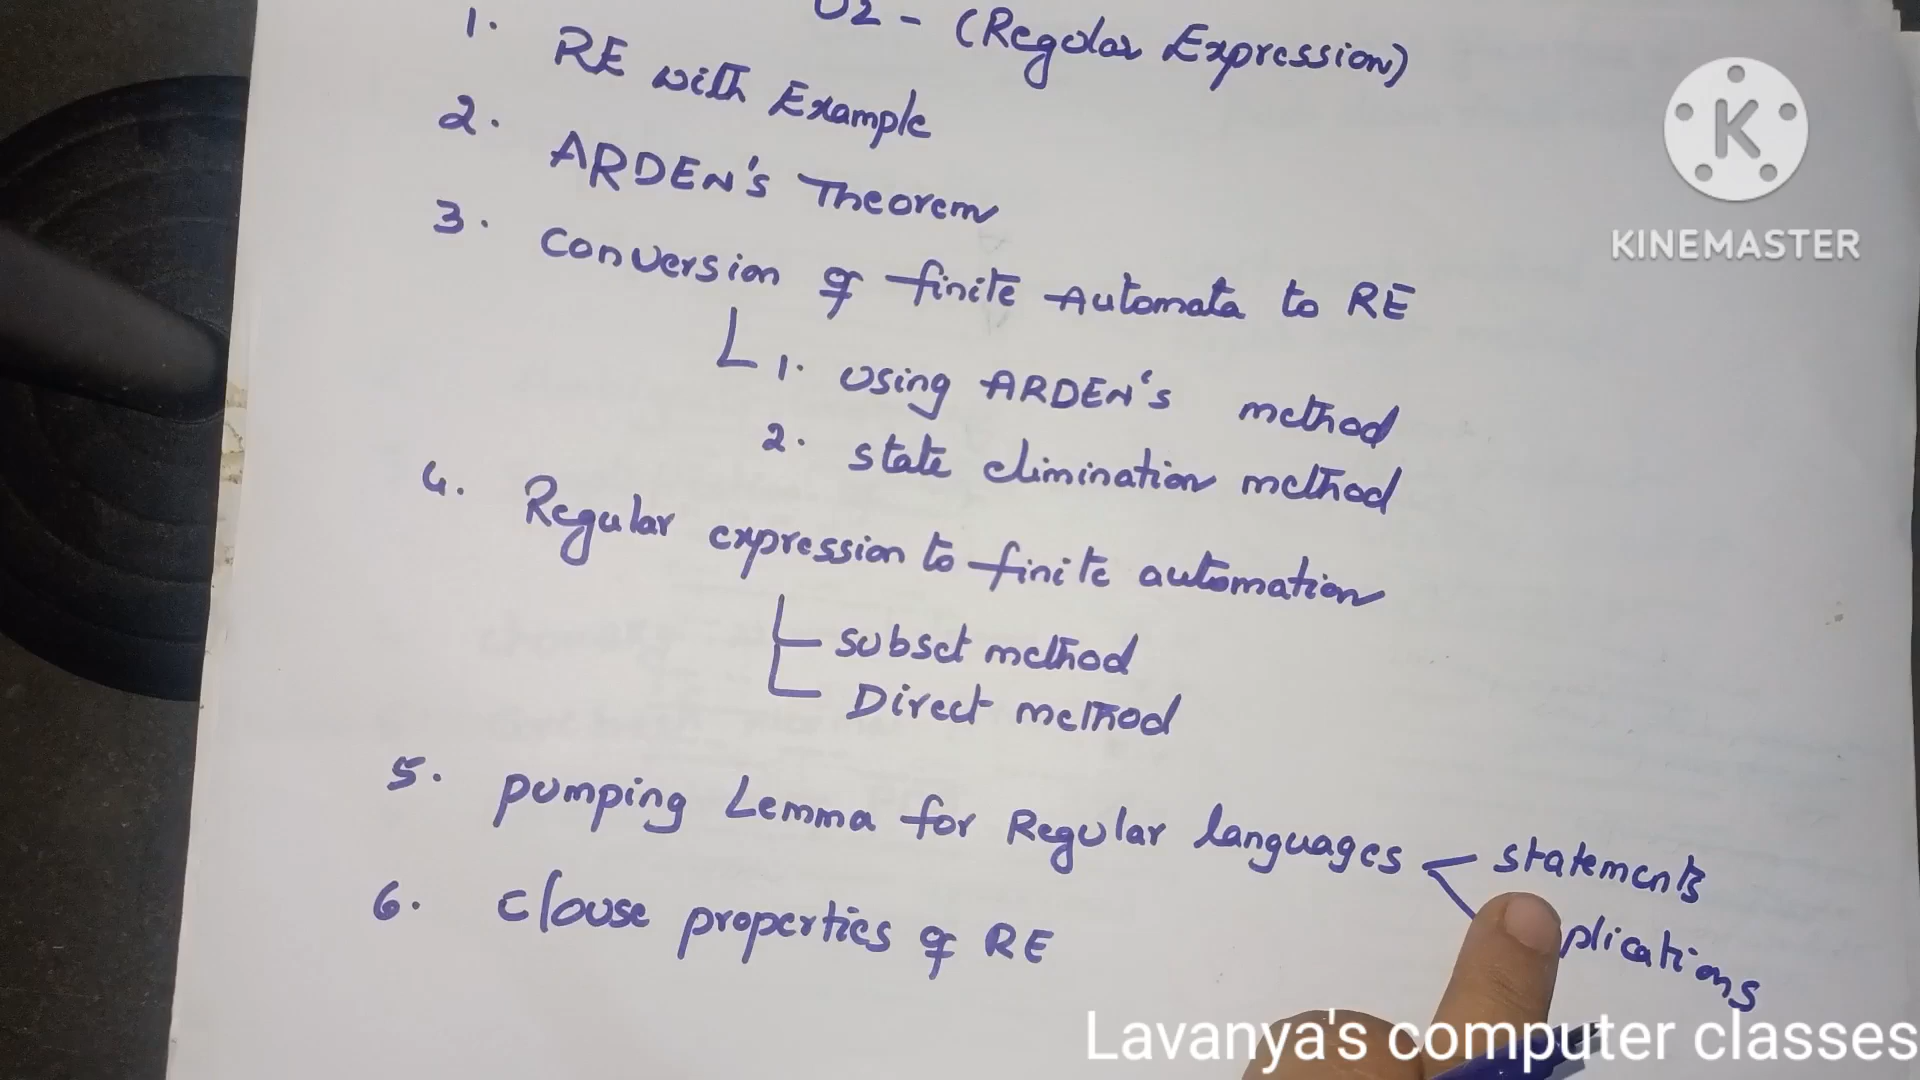 U2 - (Regular Expression)
1. RE with Example
2. ARDEN's Theorem
3. Conversion of finite Automata to RE
1. Using ARDEN's method
2. state elimination method
4. Regular expression to finite automation
subset method
Direct method
5. pumping Lemma for Regular languages
statements
plications
6. clouse properties of RE
K
KINEMASTER
Lavanya's computer classes